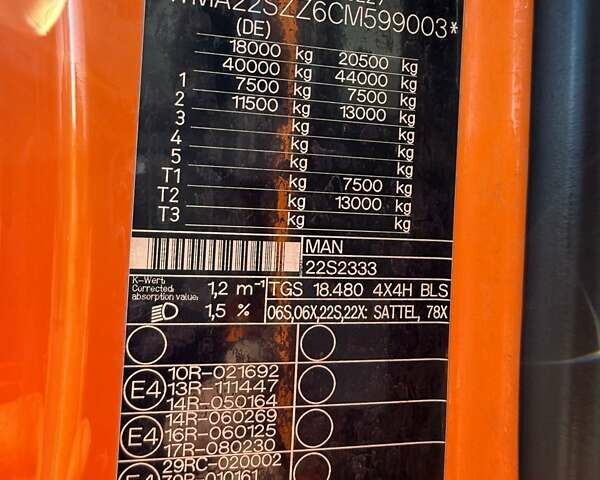 MA22SZZ6CM599003*
(DE)
18000 kg 20500 kg
40000 kg 44000 kg
1 7500 kg 7500 kg
2 11500 kg 13000 kg
3 kg kg
4 kg kg
5 kg kg
T1 kg 7500 kg
T2 kg 13000 kg
T3 kg kg
MAN
22S2333
K-Wert:
Corrected
absorption value: 1,2 m⁻¹ TGS 18.480 4X4H BLS
1,5 % 06S,06X,22S,22X: SATTEL, 78X
10R-021692
E4 13R-111447
14R-050164
14R-060269
E4 16R-060125
17R-080230
29RC-020002
E4 79R-010161